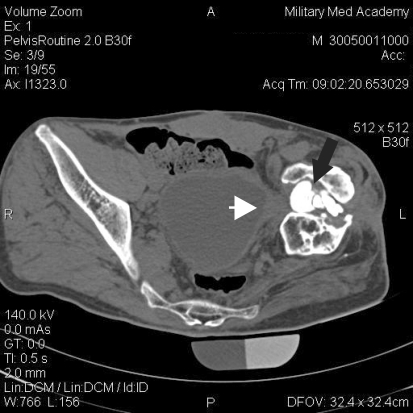 Volume Zoom
Ex: 1
PelvisRoutine 2.0 B30f
Se: 3/9
Im: 19/55
Ax: I1323.0
A
Military Med Academy
M 30050011000
Acc:
Acq Tm: 09:02:20.653029
512 x 512
B30f
R
L
140.0 kV
0.0 mAs
GT: 0.0
TI: 0.5 s
2.0 mm
Lin:DCM / Lin:DCM / Id:ID
W:766 L:156
P
DFOV: 32.4 x 32.4cm